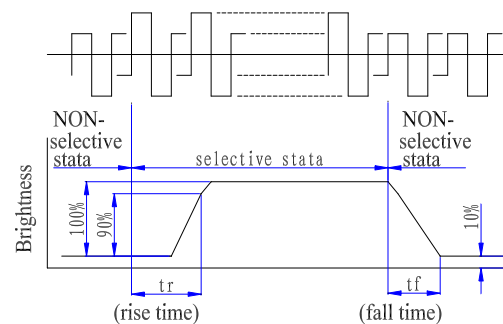 NON-
selective
stata
selective stata
NON-
selective
stata
Brightness
100%
90%
10%
tr
(rise time)
tf
(fall time)